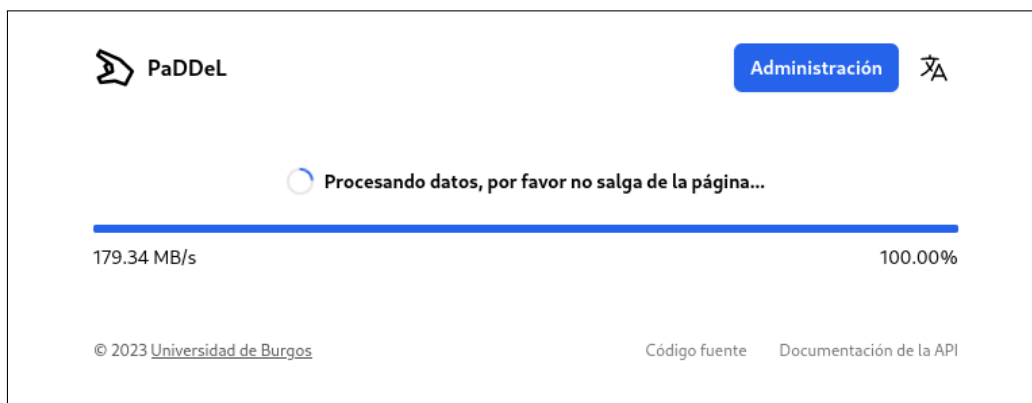 PaDDeL
Administración
Procesando datos, por favor no salga de la página...
179.34 MB/s
100.00%
© 2023 Universidad de Burgos
Código fuente
Documentación de la API